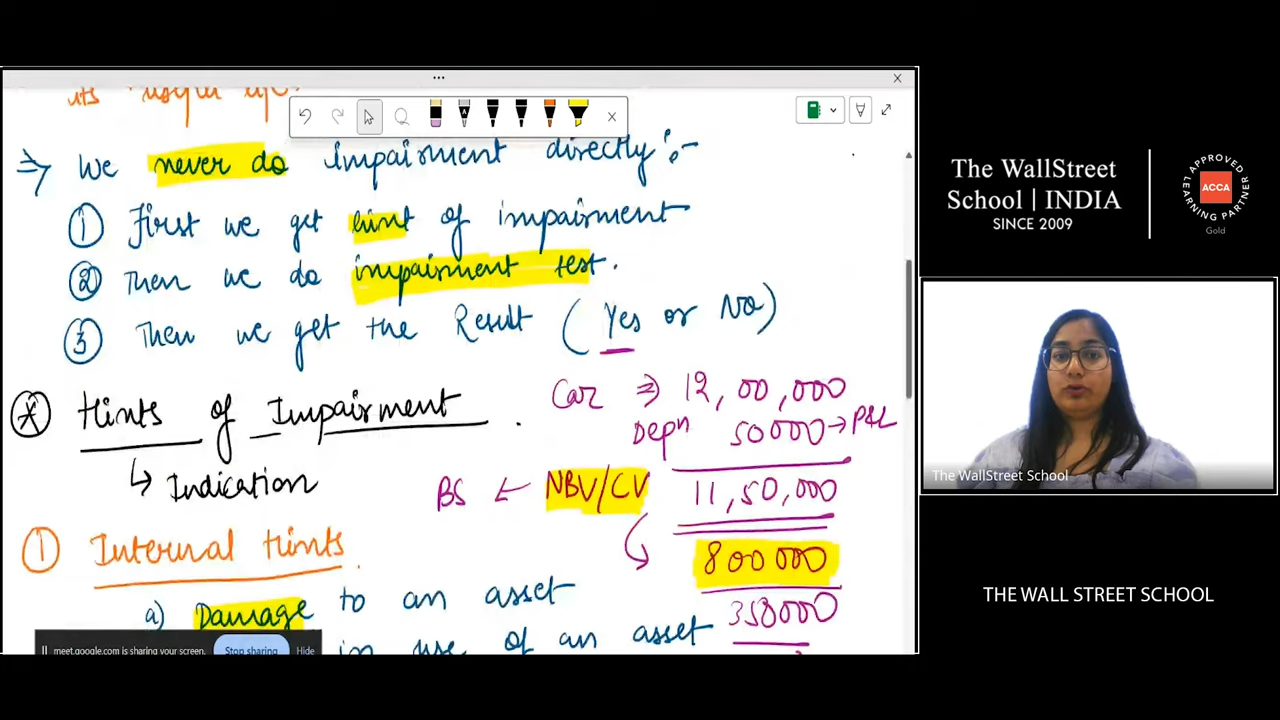 its useful life.
⇒ We never do impairment directly:-
① First we get hint of impairment
② Then we do impairment test.
③ Then we get the Result (Yes or No)
Car ⇒ 12,00,000
Depn 50000 → P&L
BS ← NBV/CV 11,50,000
800000
350000
Hints of Impairment.
↳ Indication
① Internal Hints.
a) Damage to an asset
in use of an asset
meet.google.com is sharing your screen.
Stop sharing
Hide
The WallStreet
School | INDIA
SINCE 2009
APPROVED
LEARNING PARTNER
ACCA
Gold
The WallStreet School
THE WALL STREET SCHOOL